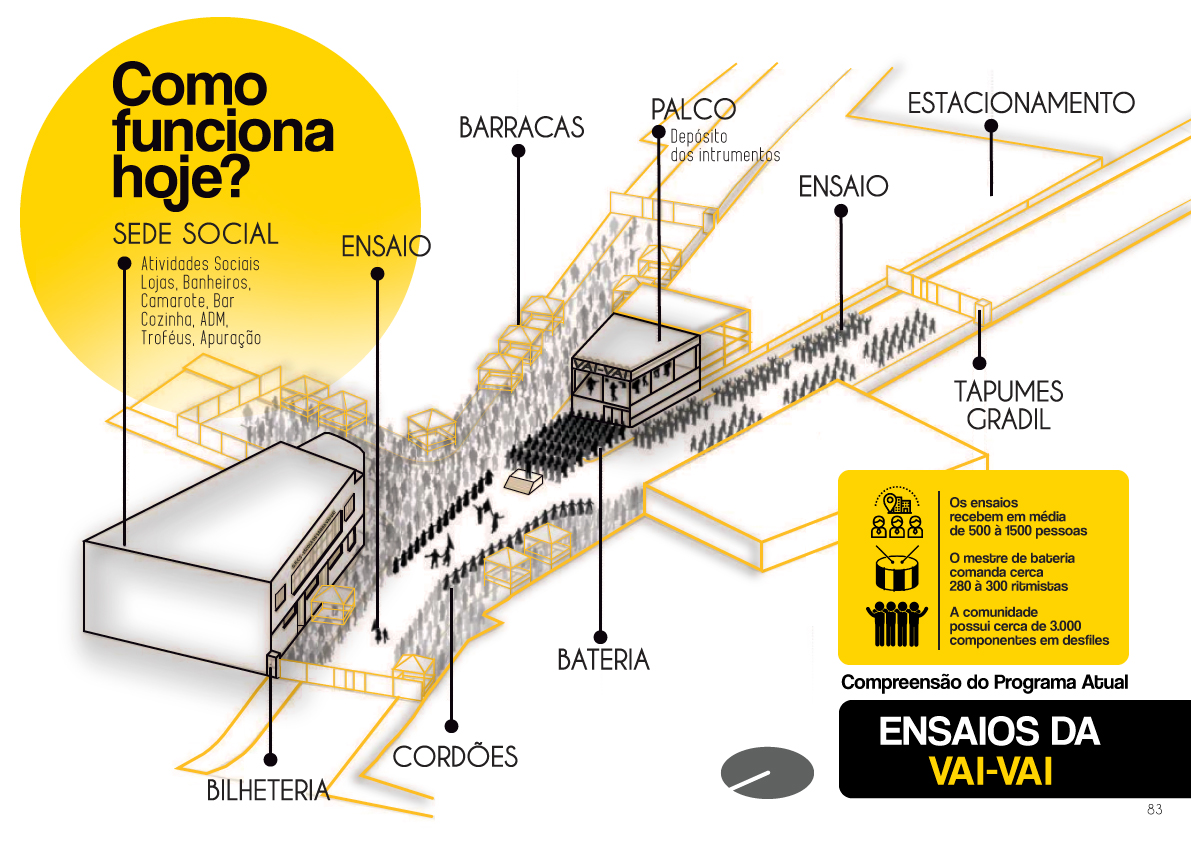 Como
funciona
hoje?
SEDE SOCIAL
Atividades Sociais
Lojas, Banheiros,
Camarote, Bar
Cozinha, ADM,
Troféus, Apuração
ENSAIO
BARRACAS
PALCO
Depósito
dos intrumentos
ENSAIO
ESTACIONAMENTO
VAI-VAI
TAPUMES
GRADIL
BATERIA
CORDÕES
BILHETERIA
Os ensaios
recebem em média
de 500 à 1500 pessoas
O mestre de bateria
comanda cerca
280 à 300 ritmistas
A comunidade
possui cerca de 3.000
componentes em desfiles
Compreensão do Programa Atual
ENSAIOS DA
VAI-VAI
83